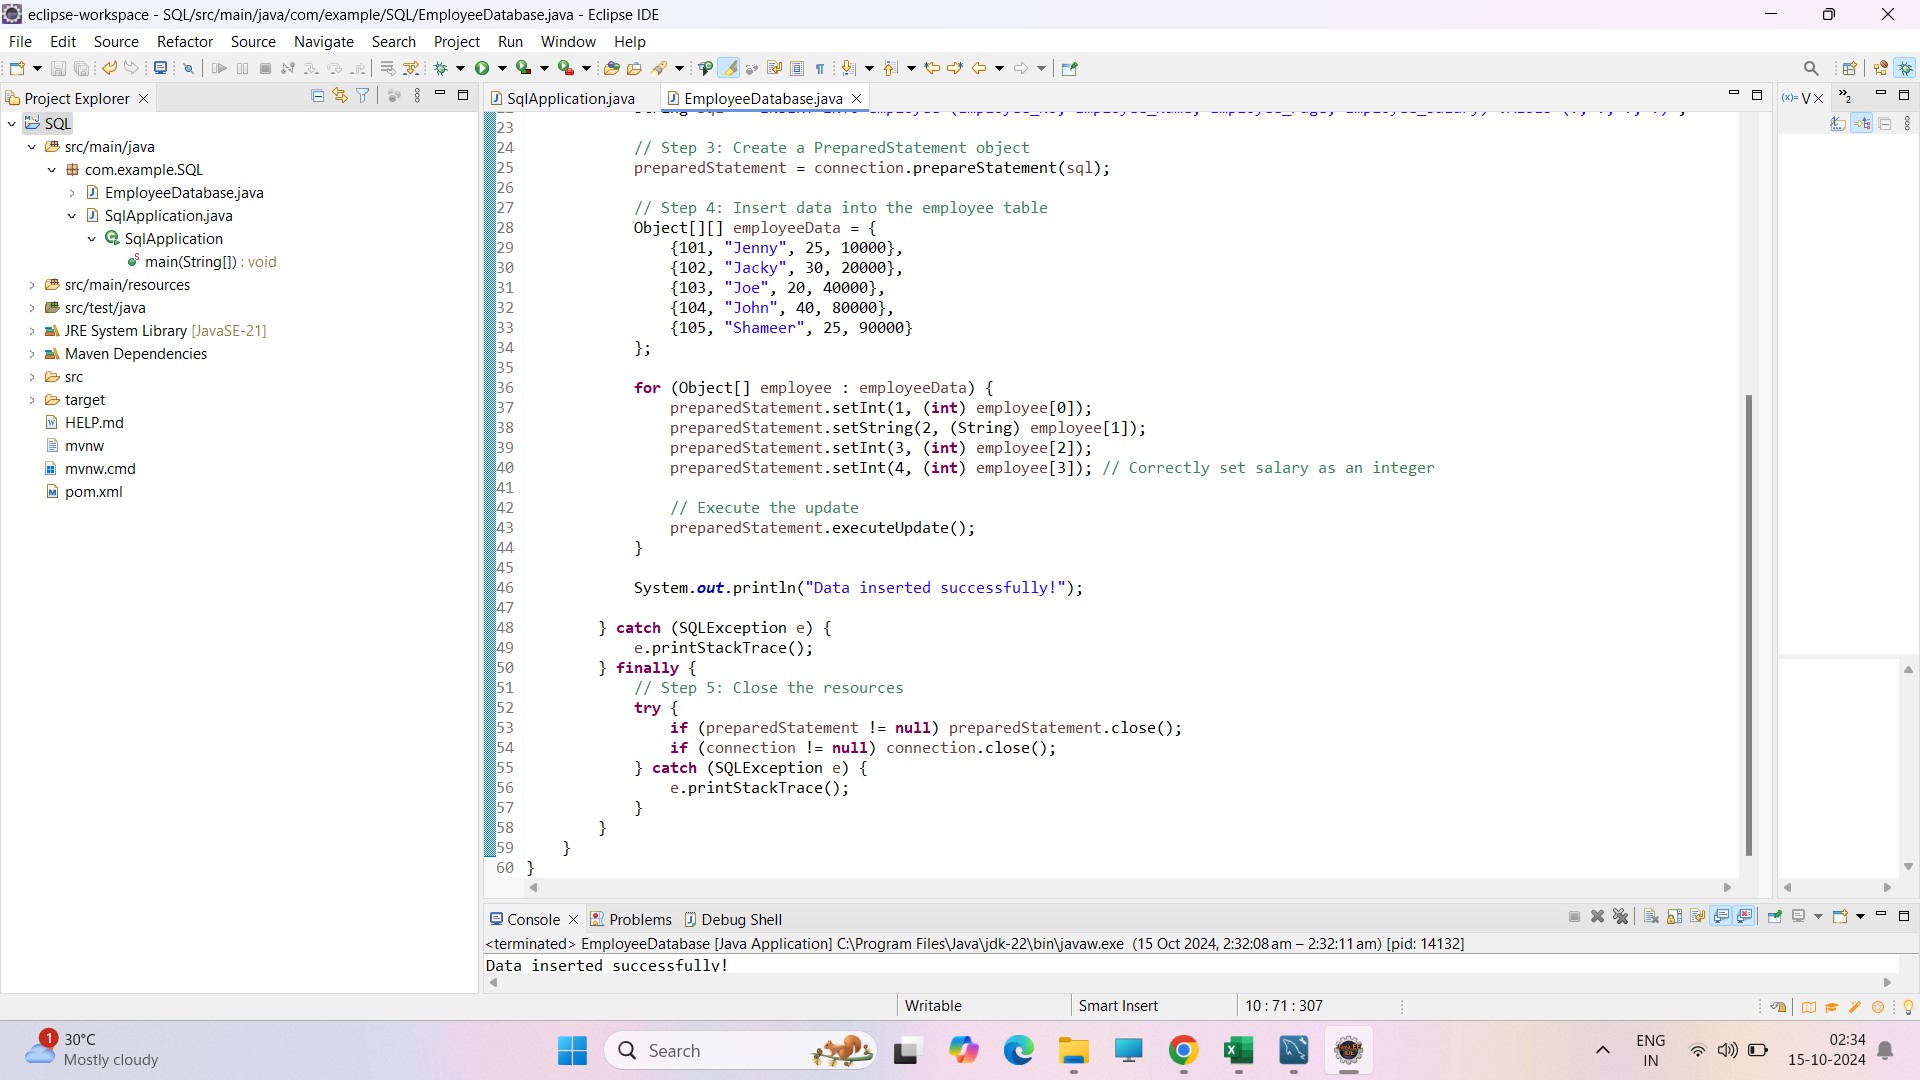 eclipse-workspace - SQL/src/main/java/com/example/SQL/EmployeeDatabase.java - Eclipse IDE
File Edit Source Refactor Source Navigate Search Project Run Window Help
Project Explorer
SqlApplication.java EmployeeDatabase.java
(x)= V »2
SQL
src/main/java
com.example.SQL
EmployeeDatabase.java
SqlApplication.java
SqlApplication
main(String[]) : void
src/main/resources
src/test/java
JRE System Library [JavaSE-21]
Maven Dependencies
src
target
HELP.md
mvnw
mvnw.cmd
pom.xml
23
24 // Step 3: Create a PreparedStatement object
25 preparedStatement = connection.prepareStatement(sql);
26
27 // Step 4: Insert data into the employee table
28 Object[][] employeeData = {
29 {101, "Jenny", 25, 10000},
30 {102, "Jacky", 30, 20000},
31 {103, "Joe", 20, 40000},
32 {104, "John", 40, 80000},
33 {105, "Shameer", 25, 90000}
34 };
35
36 for (Object[] employee : employeeData) {
37 preparedStatement.setInt(1, (int) employee[0]);
38 preparedStatement.setString(2, (String) employee[1]);
39 preparedStatement.setInt(3, (int) employee[2]);
40 preparedStatement.setInt(4, (int) employee[3]); // Correctly set salary as an integer
41
42 // Execute the update
43 preparedStatement.executeUpdate();
44 }
45
46 System.out.println("Data inserted successfully!");
47
48 } catch (SQLException e) {
49 e.printStackTrace();
50 } finally {
51 // Step 5: Close the resources
52 try {
53 if (preparedStatement != null) preparedStatement.close();
54 if (connection != null) connection.close();
55 } catch (SQLException e) {
56 e.printStackTrace();
57 }
58 }
59 }
60 }
Console Problems Debug Shell
<terminated> EmployeeDatabase [Java Application] C:\Program Files\Java\jdk-22\bin\javaw.exe (15 Oct 2024, 2:32:08 am – 2:32:11 am) [pid: 14132]
Data inserted successfully!
Writable Smart Insert 10 : 71 : 307
1
30°C
Mostly cloudy
Search
ENG
IN
02:34
15-10-2024